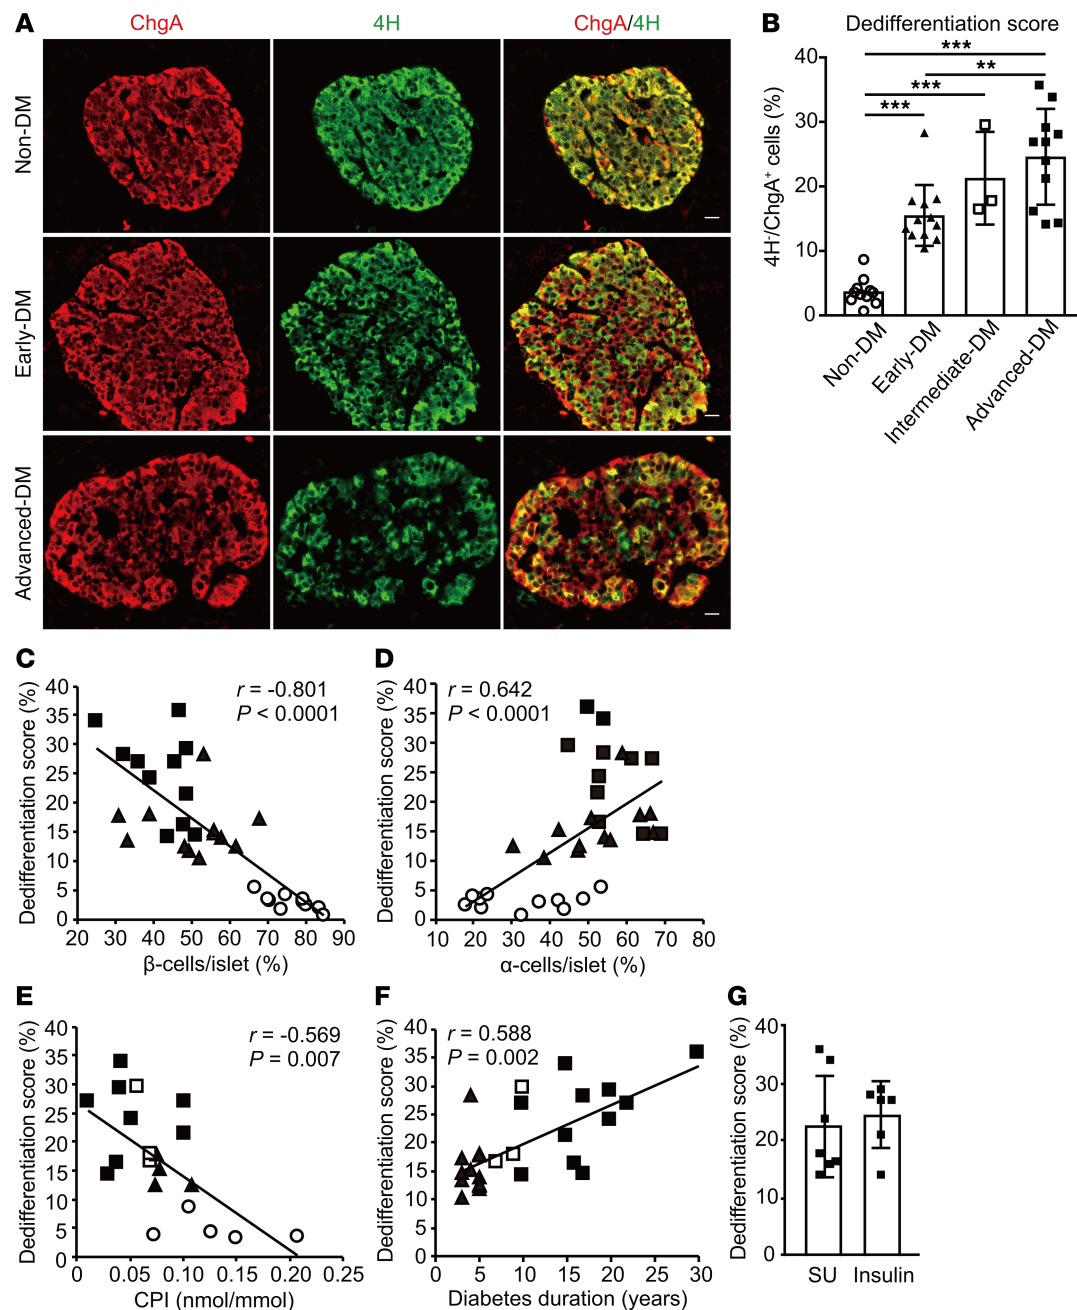 A
ChgA
4H
ChgA/4H
Non-DM
Early-DM
Advanced-DM
B
Dedifferentiation score
4H⁻/ChgA⁺ cells (%)
40
30
20
10
0
***
**
***
***
Non-DM
Early-DM
Intermediate-DM
Advanced-DM
C
Dedifferentiation score (%)
40
35
30
25
20
15
10
5
0
r = -0.801
P < 0.0001
20 30 40 50 60 70 80 90
β-cells/islet (%)
D
Dedifferentiation score (%)
40
35
30
25
20
15
10
5
0
r = 0.642
P < 0.0001
10 20 30 40 50 60 70 80
α-cells/islet (%)
E
Dedifferentiation score (%)
40
35
30
25
20
15
10
5
0
r = -0.569
P = 0.007
0 0.05 0.10 0.15 0.20 0.25
CPI (nmol/mmol)
F
Dedifferentiation score (%)
40
35
30
25
20
15
10
5
0
r = 0.588
P = 0.002
0 5 10 15 20 25 30
Diabetes duration (years)
G
Dedifferentiation score (%)
40
30
20
10
0
SU Insulin